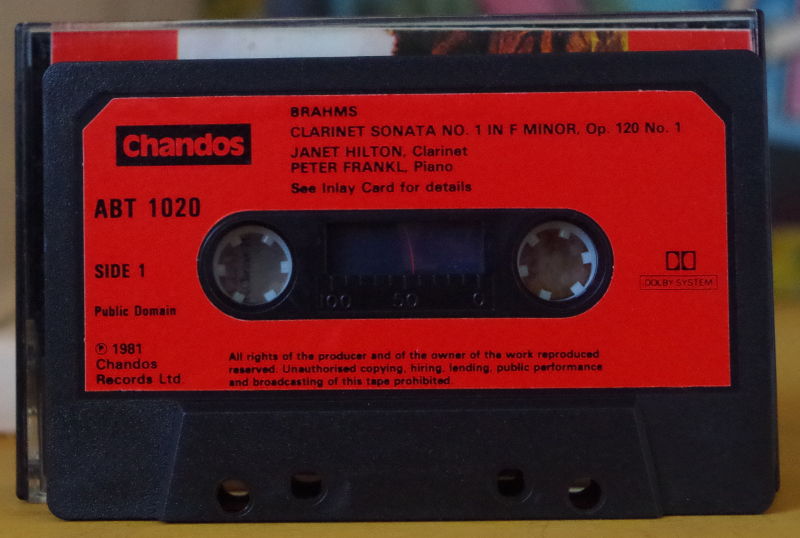 BRAHMS
CLARINET SONATA NO. 1 IN F MINOR, Op. 120 No. 1
Chandos
JANET HILTON, Clarinet
PETER FRANKL, Piano
See Inlay Card for details
ABT 1020
SIDE 1
100 50 0
DOLBY SYSTEM
Public Domain
℗ 1981
Chandos
Records Ltd.
All rights of the producer and of the owner of the work reproduced
reserved. Unauthorised copying, hiring, lending, public performance
and broadcasting of this tape prohibited.